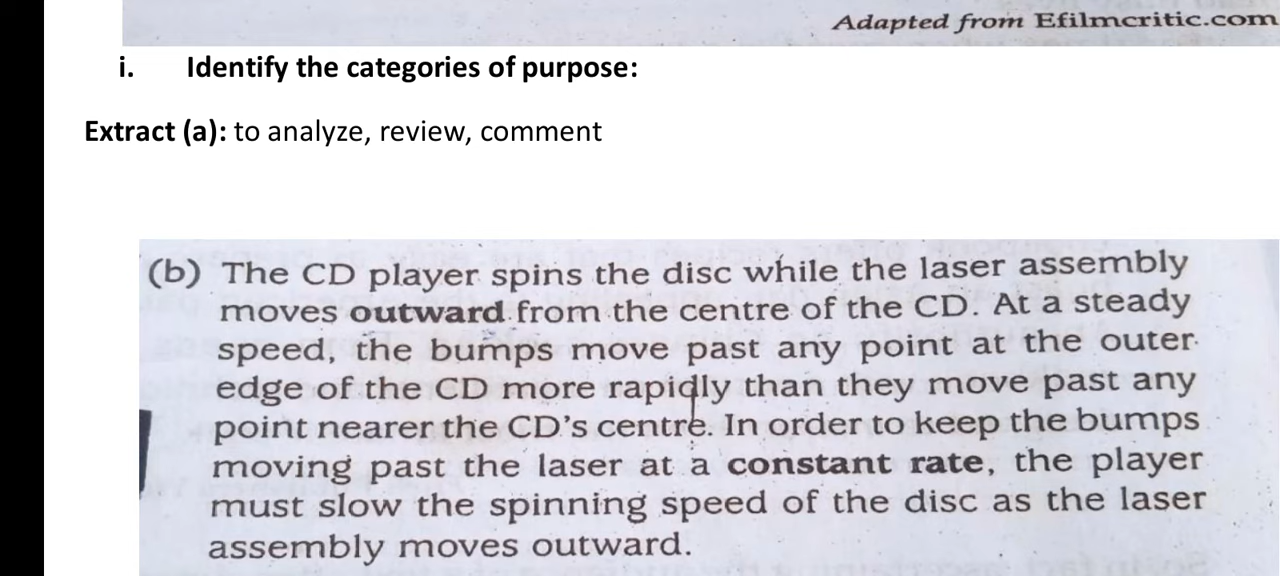 Adapted from Efilmcritic.com
i. Identify the categories of purpose:
Extract (a): to analyze, review, comment
(b) The CD player spins the disc while the laser assembly
moves outward from the centre of the CD. At a steady
speed, the bumps move past any point at the outer
edge of the CD more rapidly than they move past any
point nearer the CD's centre. In order to keep the bumps
moving past the laser at a constant rate, the player
must slow the spinning speed of the disc as the laser
assembly moves outward.